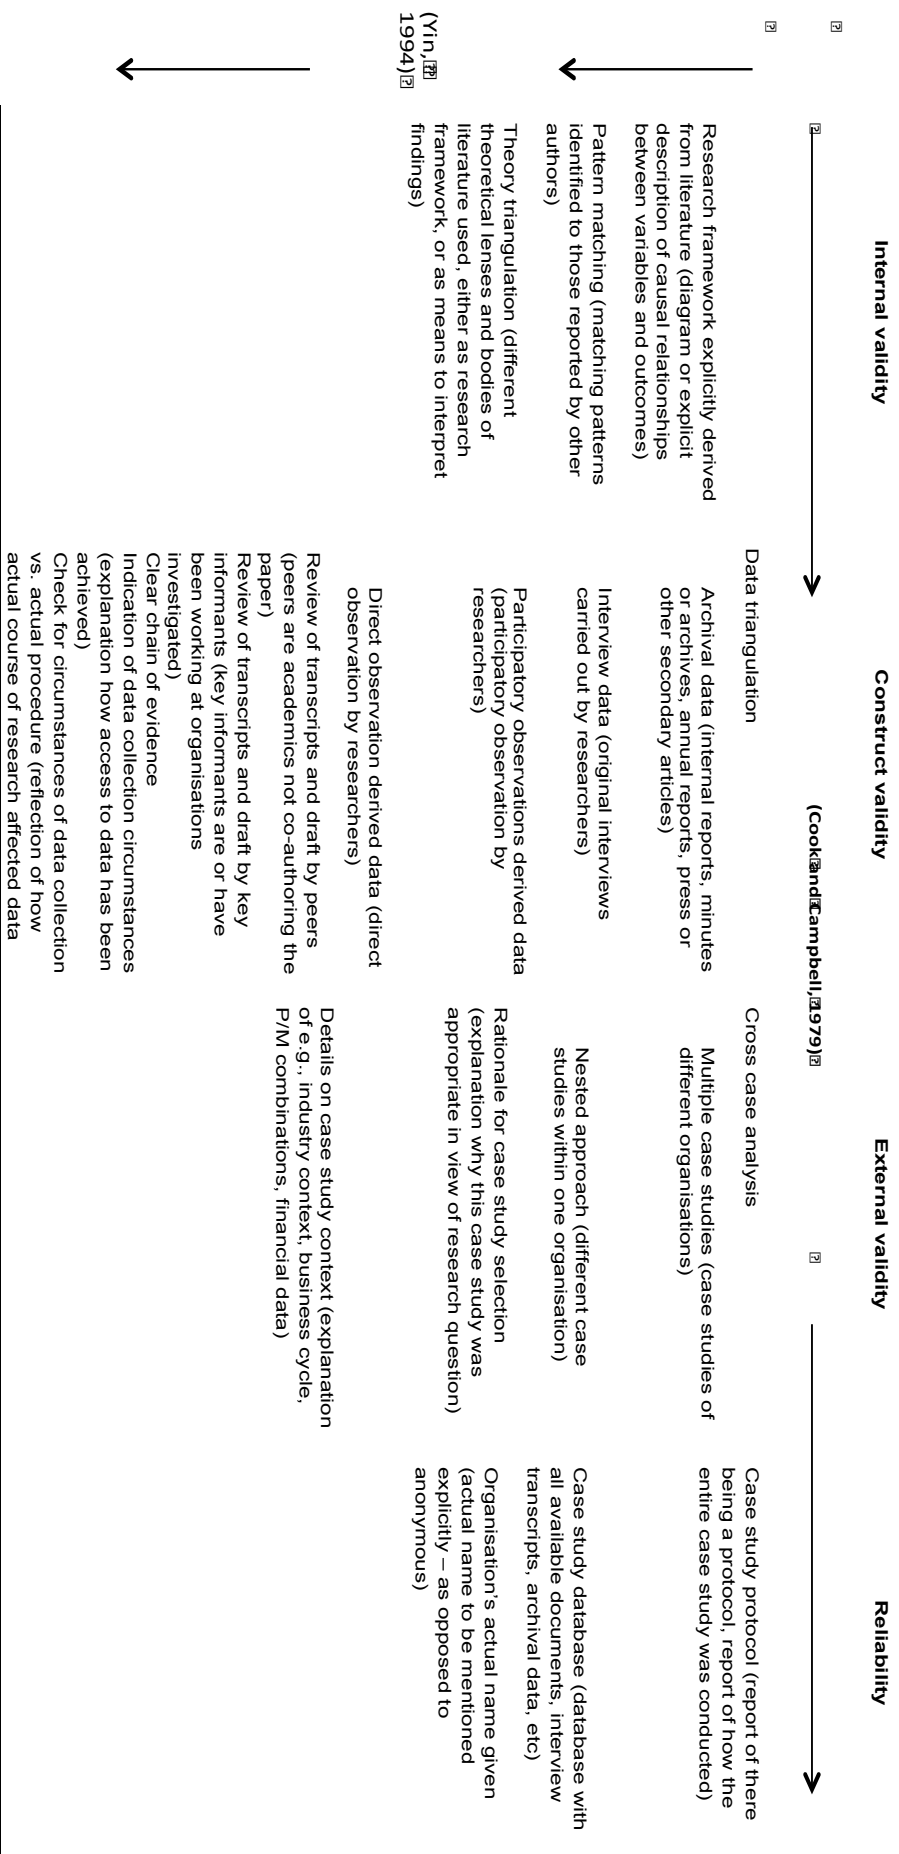 Internal validity
Construct validity
External validity
Reliability
(Cook and Campbell, 1979)
(Yin,
1994)
Research framework explicitly derived
from literature (diagram or explicit
description of causal relationships
between variables and outcomes)
Pattern matching (matching patterns
identified to those reported by other
authors)
Theory triangulation (different
theoretical lenses and bodies of
literature used, either as research
framework, or as means to interpret
findings)
Data triangulation
Archival data (internal reports, minutes
or archives, annual reports, press or
other secondary articles)
Interview data (original interviews
carried out by researchers)
Participatory observations derived data
(participatory observation by
researchers)
Direct observation derived data (direct
observation by researchers)
Review of transcripts and draft by peers
(peers are academics not co-authoring the
paper)
Review of transcripts and draft by key
informants (key informants are or have
been working at organisations
investigated)
Clear chain of evidence
Indication of data collection circumstances
(explanation how access to data has been
achieved)
Check for circumstances of data collection
vs. actual procedure (reflection of how
actual course of research affected data
Cross case analysis
Multiple case studies (case studies of
different organisations)
Nested approach (different case
studies within one organisation)
Rationale for case study selection
(explanation why this case study was
appropriate in view of research question)
Details on case study context (explanation
of e.g., industry context, business cycle,
P/M combinations, financial data)
Case study protocol (report of there
being a protocol, report of how the
entire case study was conducted)
Case study database (database with
all available documents, interview
transcripts, archival data, etc)
Organisation's actual name given
(actual name to be mentioned
explicitly – as opposed to
anonymous)